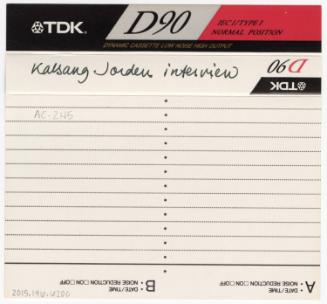 TDK. D90 IEC I / TYPE I
NORMAL POSITION
DYNAMIC CASSETTE LOW NOISE HIGH OUTPUT
Kalsang Jorden interview
D90
TDK.
AC-245
A • DATE/TIME
• NOISE REDUCTION □ON □OFF
B • DATE/TIME
• NOISE REDUCTION □ON □OFF